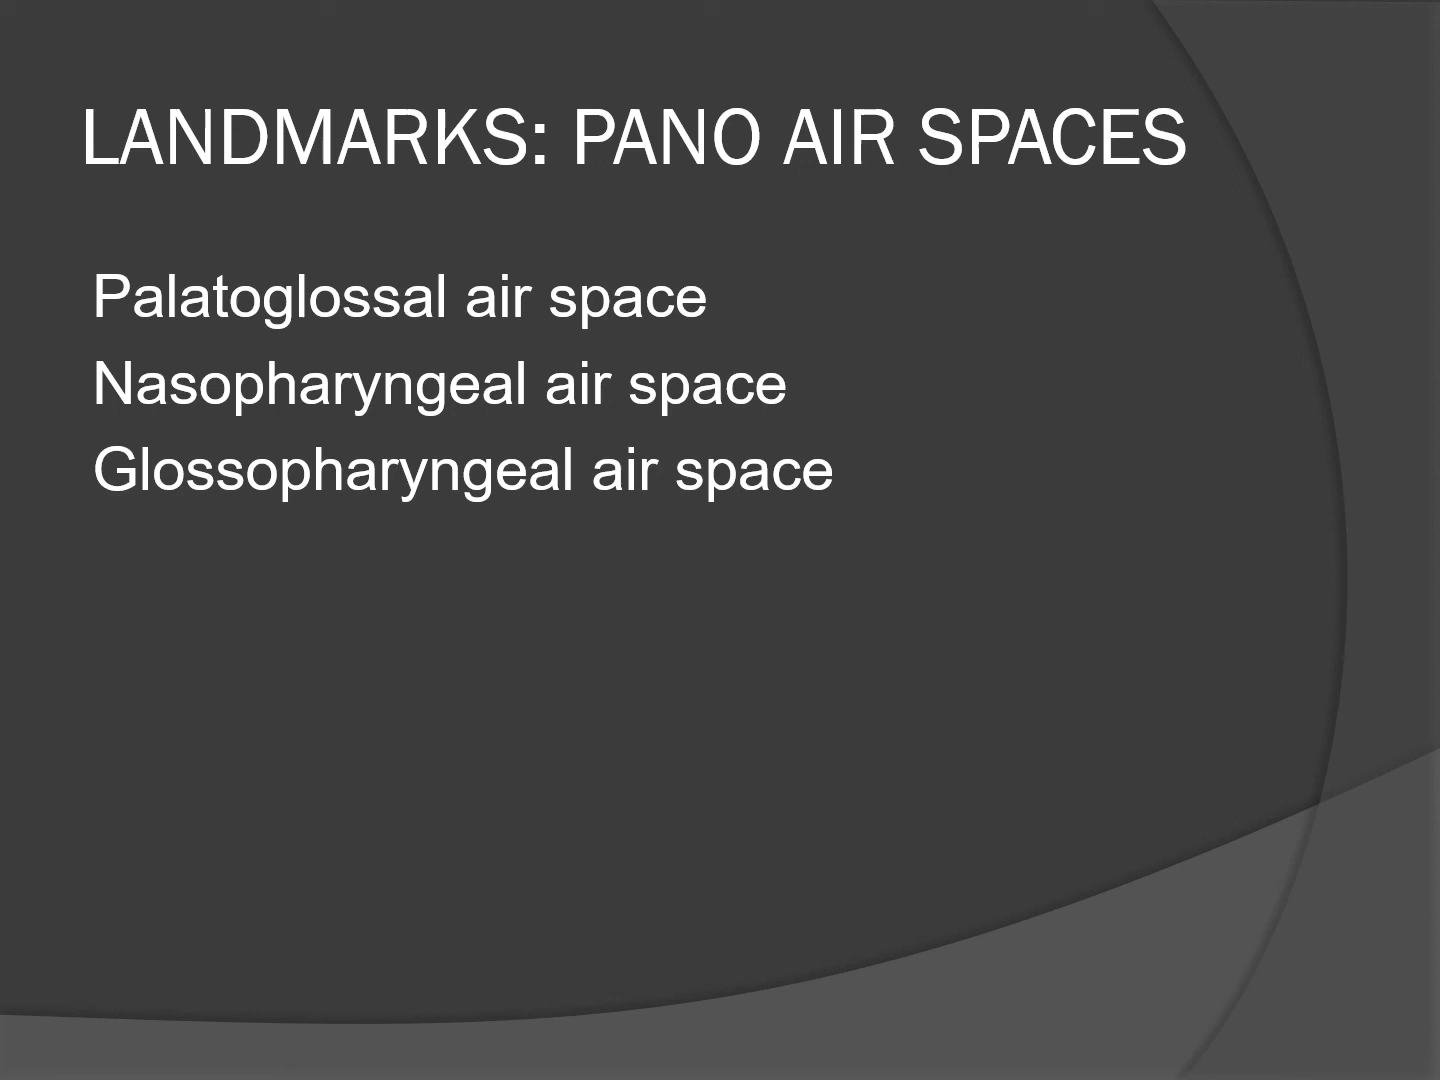 LANDMARKS: PANO AIR SPACES
Palatoglossal air space
Nasopharyngeal air space
Glossopharyngeal air space